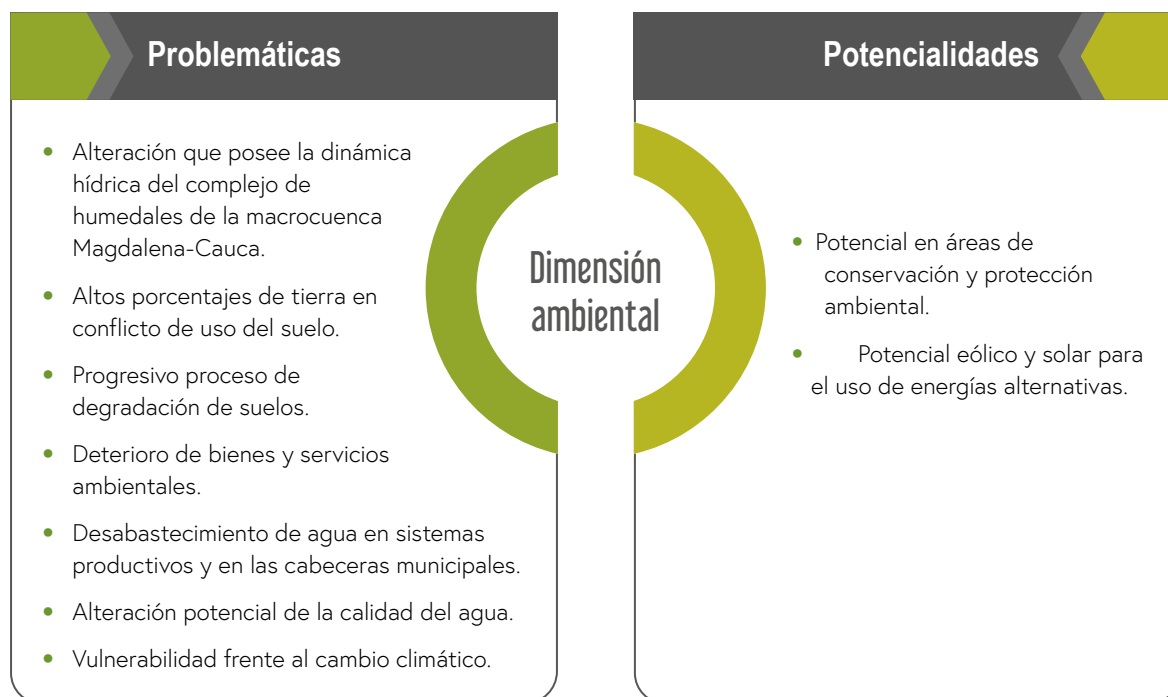 Problemáticas
• Alteración que posee la dinámica
hídrica del complejo de
humedales de la macrocuenca
Magdalena-Cauca.
• Altos porcentajes de tierra en
conflicto de uso del suelo.
• Progresivo proceso de
degradación de suelos.
• Deterioro de bienes y servicios
ambientales.
• Desabastecimiento de agua en sistemas
productivos y en las cabeceras municipales.
• Alteración potencial de la calidad del agua.
• Vulnerabilidad frente al cambio climático.
Dimensión
ambiental
Potencialidades
• Potencial en áreas de
conservación y protección
ambiental.
• Potencial eólico y solar para
el uso de energías alternativas.